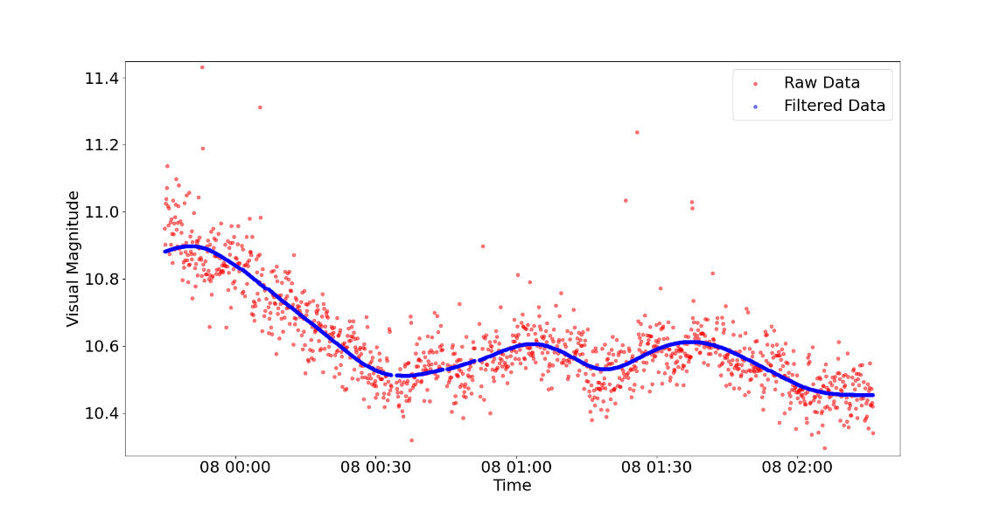 11.4
11.2
11.0
10.8
10.6
10.4
Visual Magnitude
Raw Data
Filtered Data
08 00:00
08 00:30
08 01:00
08 01:30
08 02:00
Time